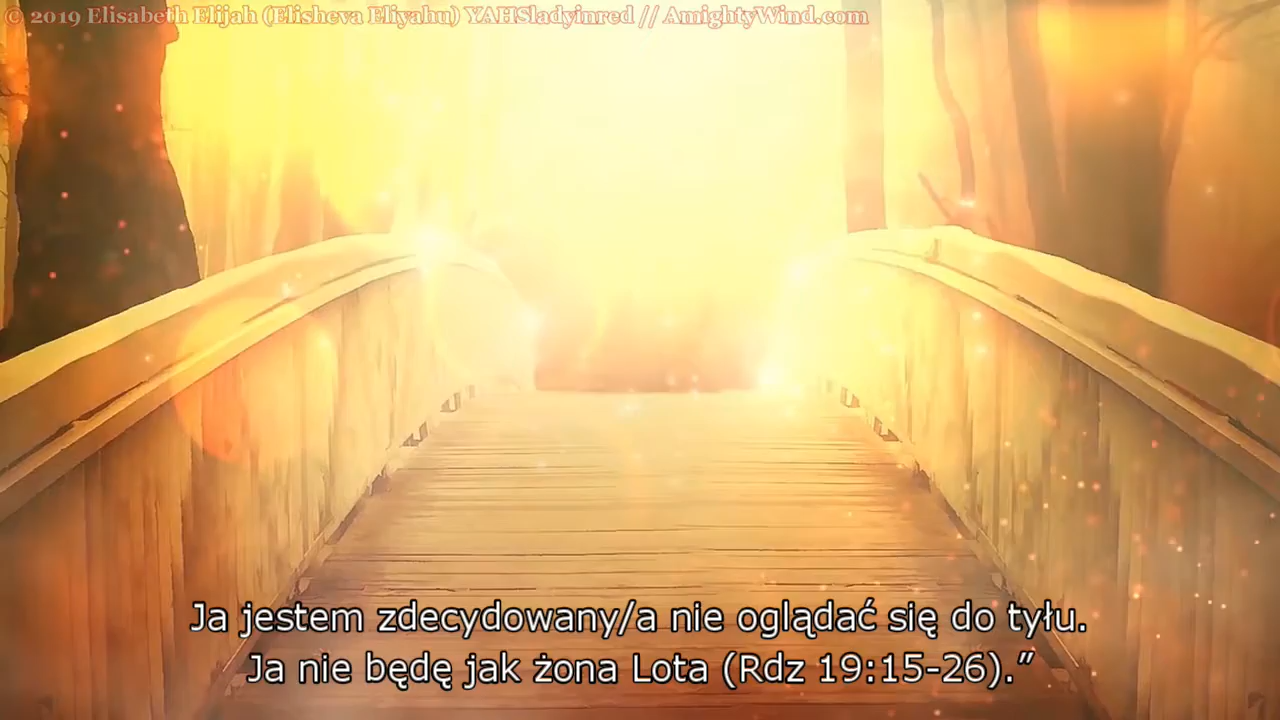 © 2019 Elisabeth Elijah (Elisheva Eliyahu) YAHSladyinred // AmightyWind.com
Ja jestem zdecydowany/a nie oglądać się do tyłu.
Ja nie będę jak żona Lota (Rdz 19:15-26).”